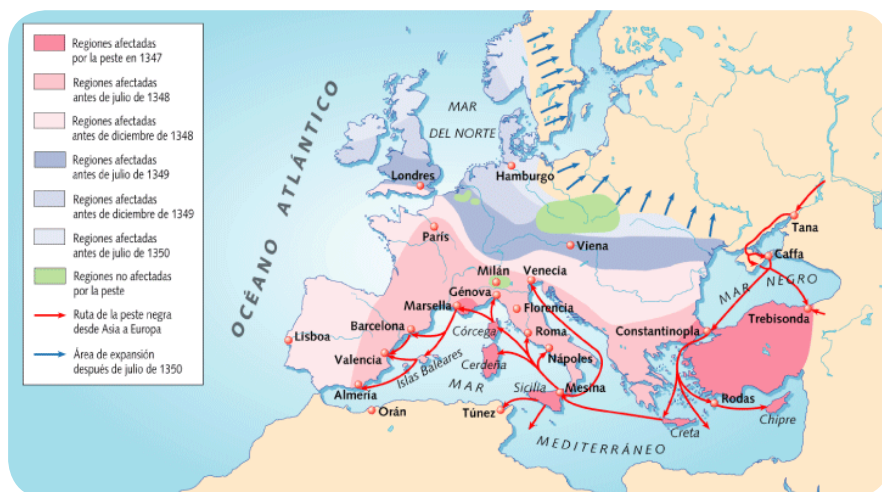 Regiones afectadas
por la peste en 1347
Regiones afectadas
antes de julio de 1348
Regiones afectadas
antes de diciembre de 1348
Regiones afectadas
antes de julio de 1349
Regiones afectadas
antes de diciembre de 1349
Regiones afectadas
antes de julio de 1350
Regiones no afectadas
por la peste
Ruta de la peste negra
desde Asia a Europa
Área de expansión
después de julio de 1350
OCÉANO ATLÁNTICO
MAR
DEL NORTE
Londres
Hamburgo
París
Viena
Tana
Caffa
MAR NEGRO
Trebisonda
Milán
Venecia
Génova
Marsella
Florencia
Constantinopla
Barcelona
Córcega
Roma
Lisboa
Valencia
Islas Baleares
Cerdeña
Nápoles
Almería
MAR
Sicilia
Mesina
Rodas
Orán
Túnez
Creta
Chipre
MEDITERRÁNEO